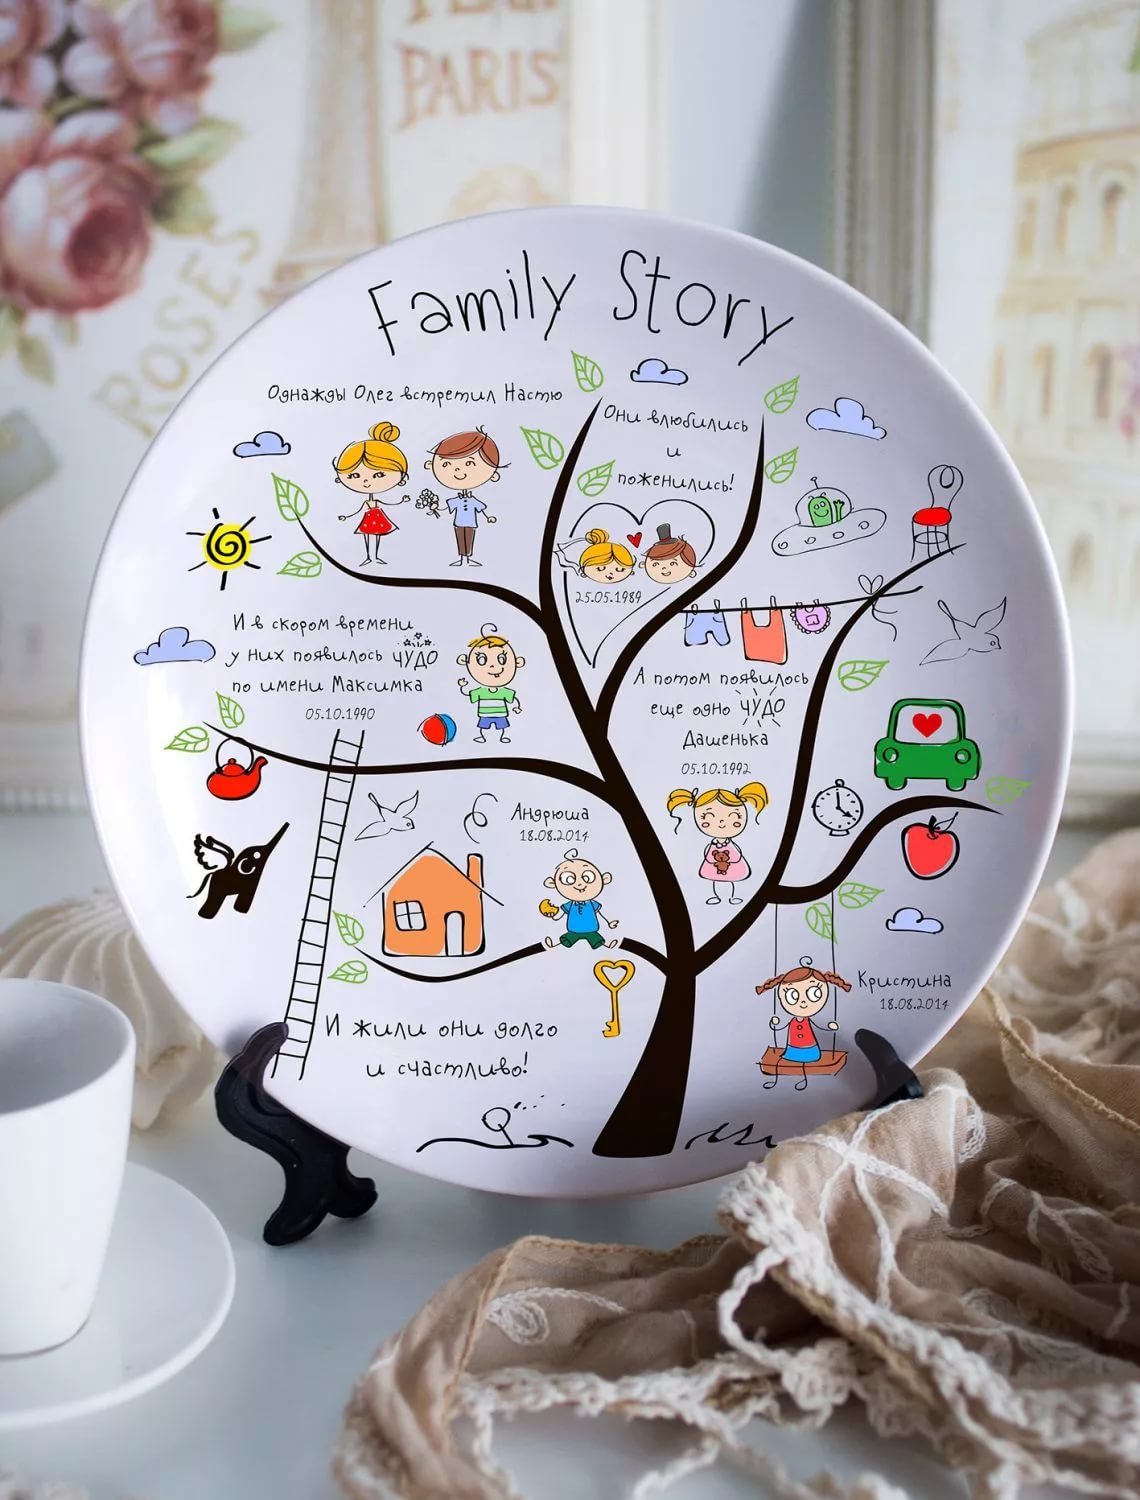 PARIS
ROSES
Family Story
Однажды Олег встретил Настю
Они влюбились
и
поженились!
25.05.1989
И в скором времени
у них появилось ЧУДО
по имени Максимка
05.10.1990
А потом появилось
еще одно ЧУДО
Дашенька
05.10.1992
Андрюша
18.08.2014
Кристина
18.08.2014
И жили они долго
и счастливо!